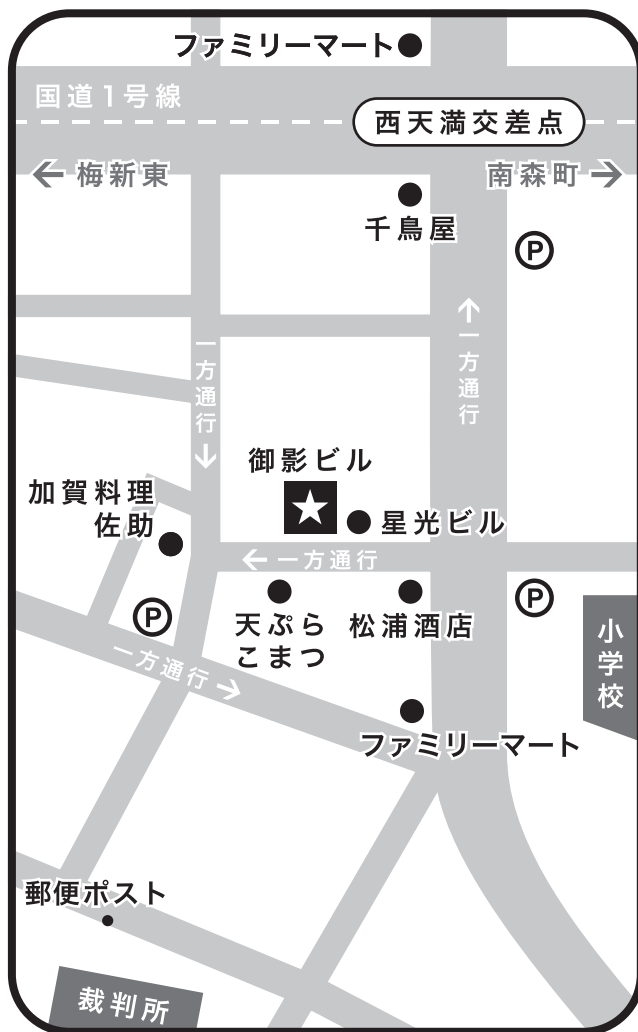 ファミリーマート
国道1号線
西天満交差点
← 梅新東
南森町 →
千鳥屋
P
↑一方通行
一方通行↓
御影ビル
★
星光ビル
加賀料理
佐助
← 一方通行
P
P
天ぷら
こまつ
松浦酒店
小学校
一方通行 →
ファミリーマート
郵便ポスト
裁判所